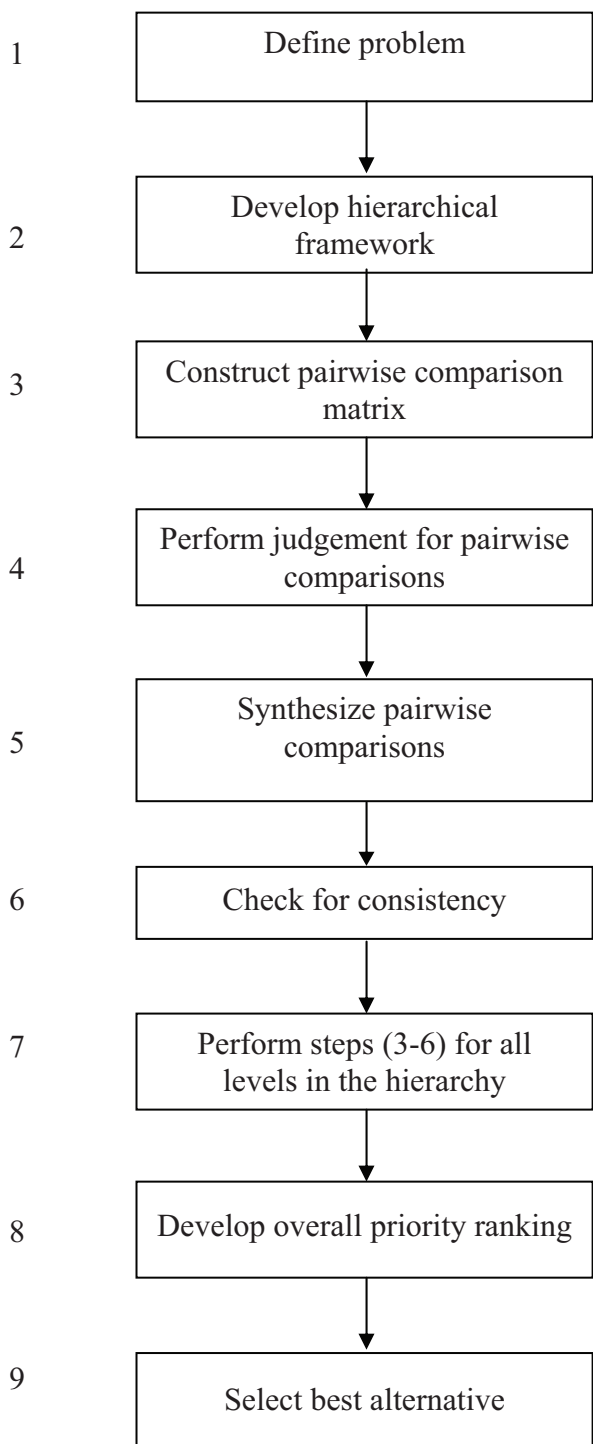 1
Define problem
2
Develop hierarchical
framework
3
Construct pairwise comparison
matrix
4
Perform judgement for pairwise
comparisons
5
Synthesize pairwise
comparisons
6
Check for consistency
7
Perform steps (3-6) for all
levels in the hierarchy
8
Develop overall priority ranking
9
Select best alternative